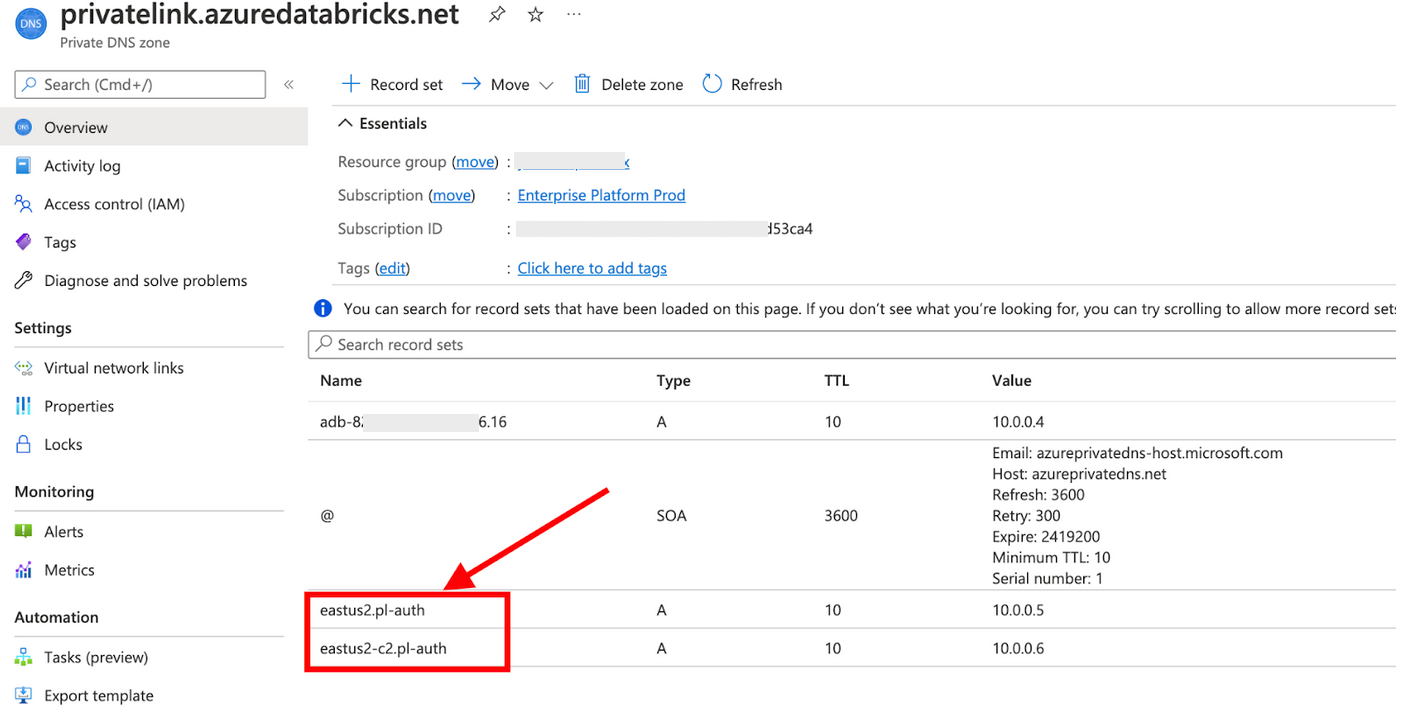 DNS
privatelink.azuredatabricks.net
Private DNS zone
Search (Cmd+/)
«
Record set
Move
Delete zone
Refresh
Overview
Activity log
Access control (IAM)
Tags
Diagnose and solve problems
Settings
Virtual network links
Properties
Locks
Monitoring
Alerts
Metrics
Automation
Tasks (preview)
Export template
Essentials
Resource group (move) : x
Subscription (move) : Enterprise Platform Prod
Subscription ID : d53ca4
Tags (edit) : Click here to add tags
You can search for record sets that have been loaded on this page. If you don't see what you're looking for, you can try scrolling to allow more record sets
Search record sets
Name Type TTL Value
adb-82 6.16 A 10 10.0.0.4
Email: azureprivatedns-host.microsoft.com
Host: azureprivatedns.net
Refresh: 3600
Retry: 300
@ SOA 3600
Expire: 2419200
Minimum TTL: 10
Serial number: 1
eastus2.pl-auth A 10 10.0.0.5
eastus2-c2.pl-auth A 10 10.0.0.6